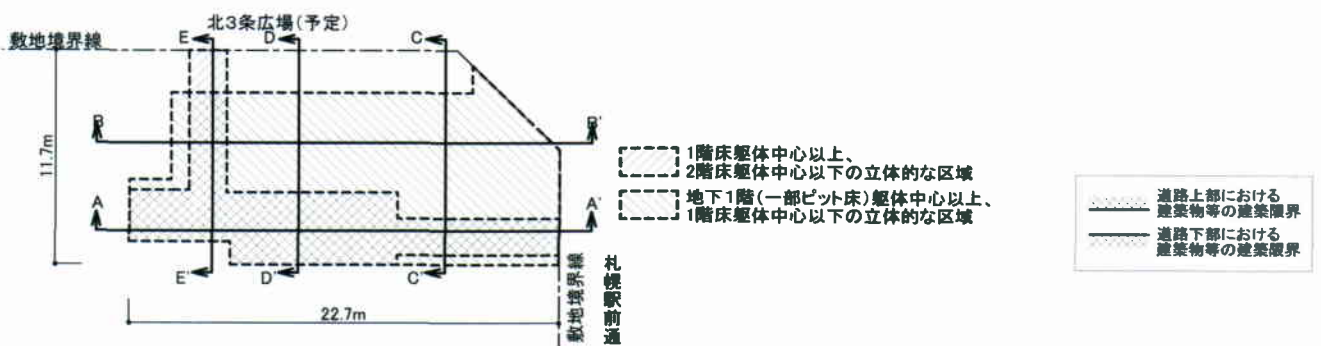 北3条広場(予定)
敷地境界線
E
D
C
B
B'
11.7m
A
A'
E'
D'
C'
22.7m
敷地境界線
札幌駅前通
1階床躯体中心以上、
2階床躯体中心以下の立体的な区域
地下1階(一部ピット床)躯体中心以上、
1階床躯体中心以下の立体的な区域
道路上部における
建築物等の建築限界
道路下部における
建築物等の建築限界